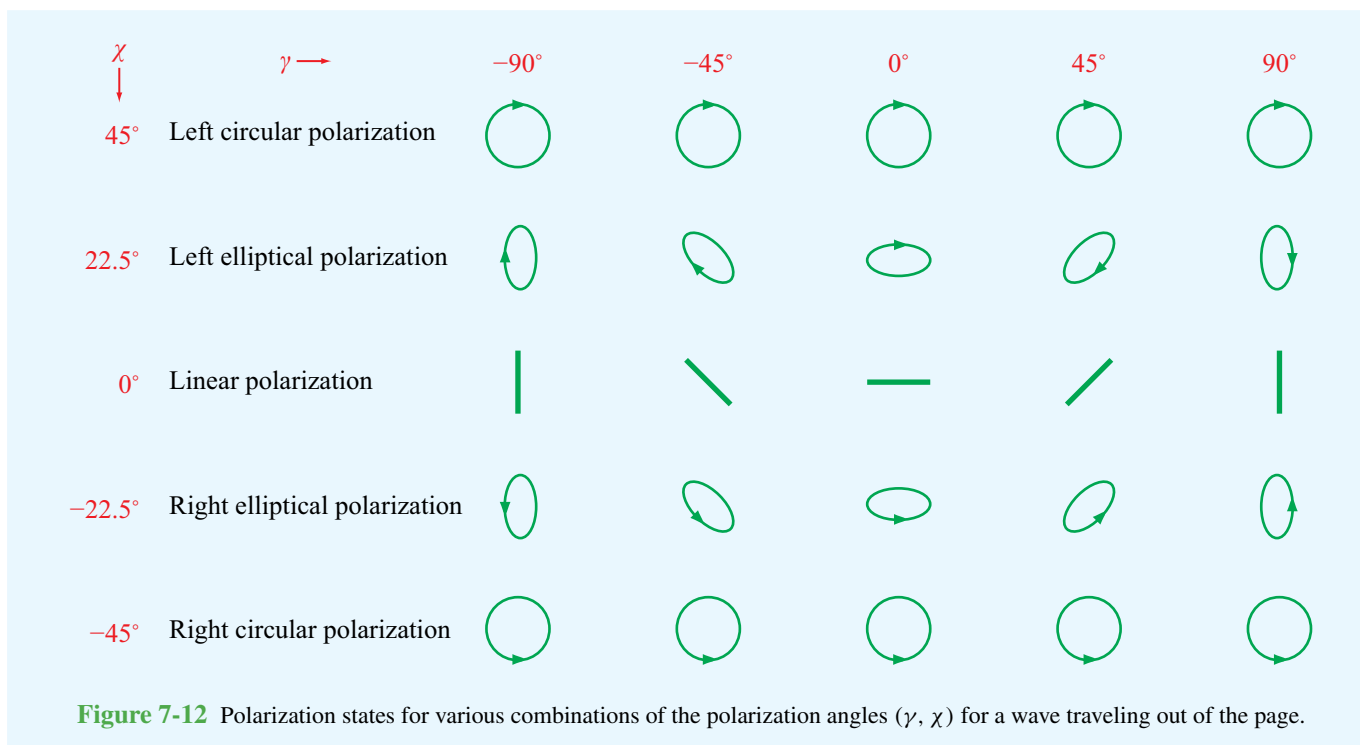 χ γ −90° −45° 0° 45° 90°
45° Left circular polarization
22.5° Left elliptical polarization
0° Linear polarization
−22.5° Right elliptical polarization
−45° Right circular polarization
Figure 7-12 Polarization states for various combinations of the polarization angles (γ, χ) for a wave traveling out of the page.